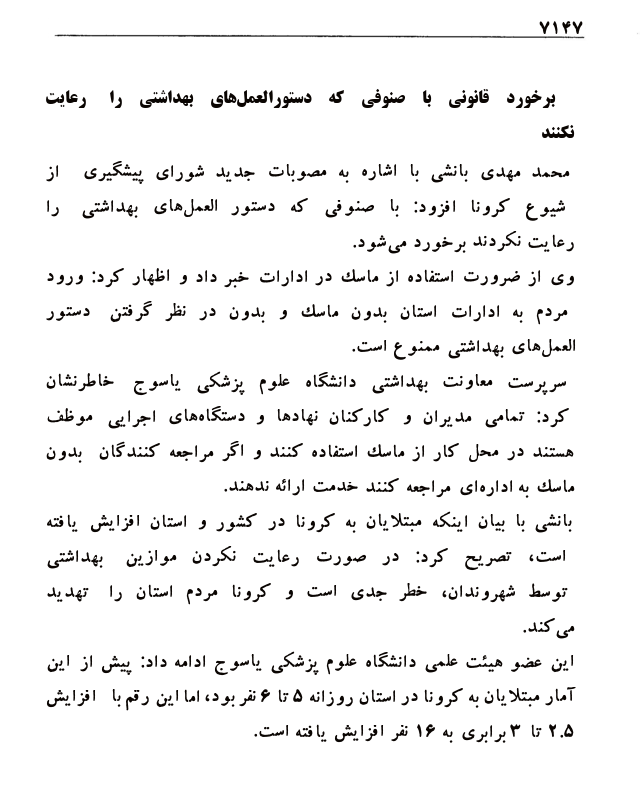 ۷۱۴۷
برخورد قانونی با صنوفی که دستورالعمل‌های بهداشتی را رعایت
نکنند
محمد مهدی بانشی با اشاره به مصوبات جدید شورای پیشگیری از
شیوع کرونا افزود: با صنوفی که دستور العمل‌های بهداشتی را
رعایت نکردند برخورد می‌شود.
وی از ضرورت استفاده از ماسک در ادارات خبر داد و اظهار کرد: ورود
مردم به ادارات استان بدون ماسک و بدون در نظر گرفتن دستور
العمل‌های بهداشتی ممنوع است.
سرپرست معاونت بهداشتی دانشگاه علوم پزشکی یاسوج خاطرنشان
کرد: تمامی مدیران و کارکنان نهادها و دستگاه‌های اجرایی موظف
هستند در محل کار از ماسک استفاده کنند و اگر مراجعه کنندگان بدون
ماسک به اداره‌ای مراجعه کنند خدمت ارائه ندهند.
بانشی با بیان اینکه مبتلایان به کرونا در کشور و استان افزایش یافته
است، تصریح کرد: در صورت رعایت نکردن موازین بهداشتی
توسط شهروندان، خطر جدی است و کرونا مردم استان را تهدید
می‌کند.
این عضو هیئت علمی دانشگاه علوم پزشکی یاسوج ادامه داد: پیش از این
آمار مبتلایان به کرونا در استان روزانه ۵ تا ۶ نفر بود، اما این رقم با افزایش
۲.۵ تا ۳ برابری به ۱۶ نفر افزایش یافته است.